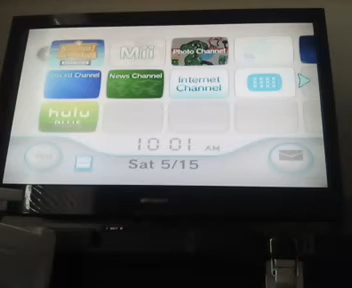 Mii
Photo Channel
News Channel
Internet
Channel
hulu
10:01 AM
Sat 5/15